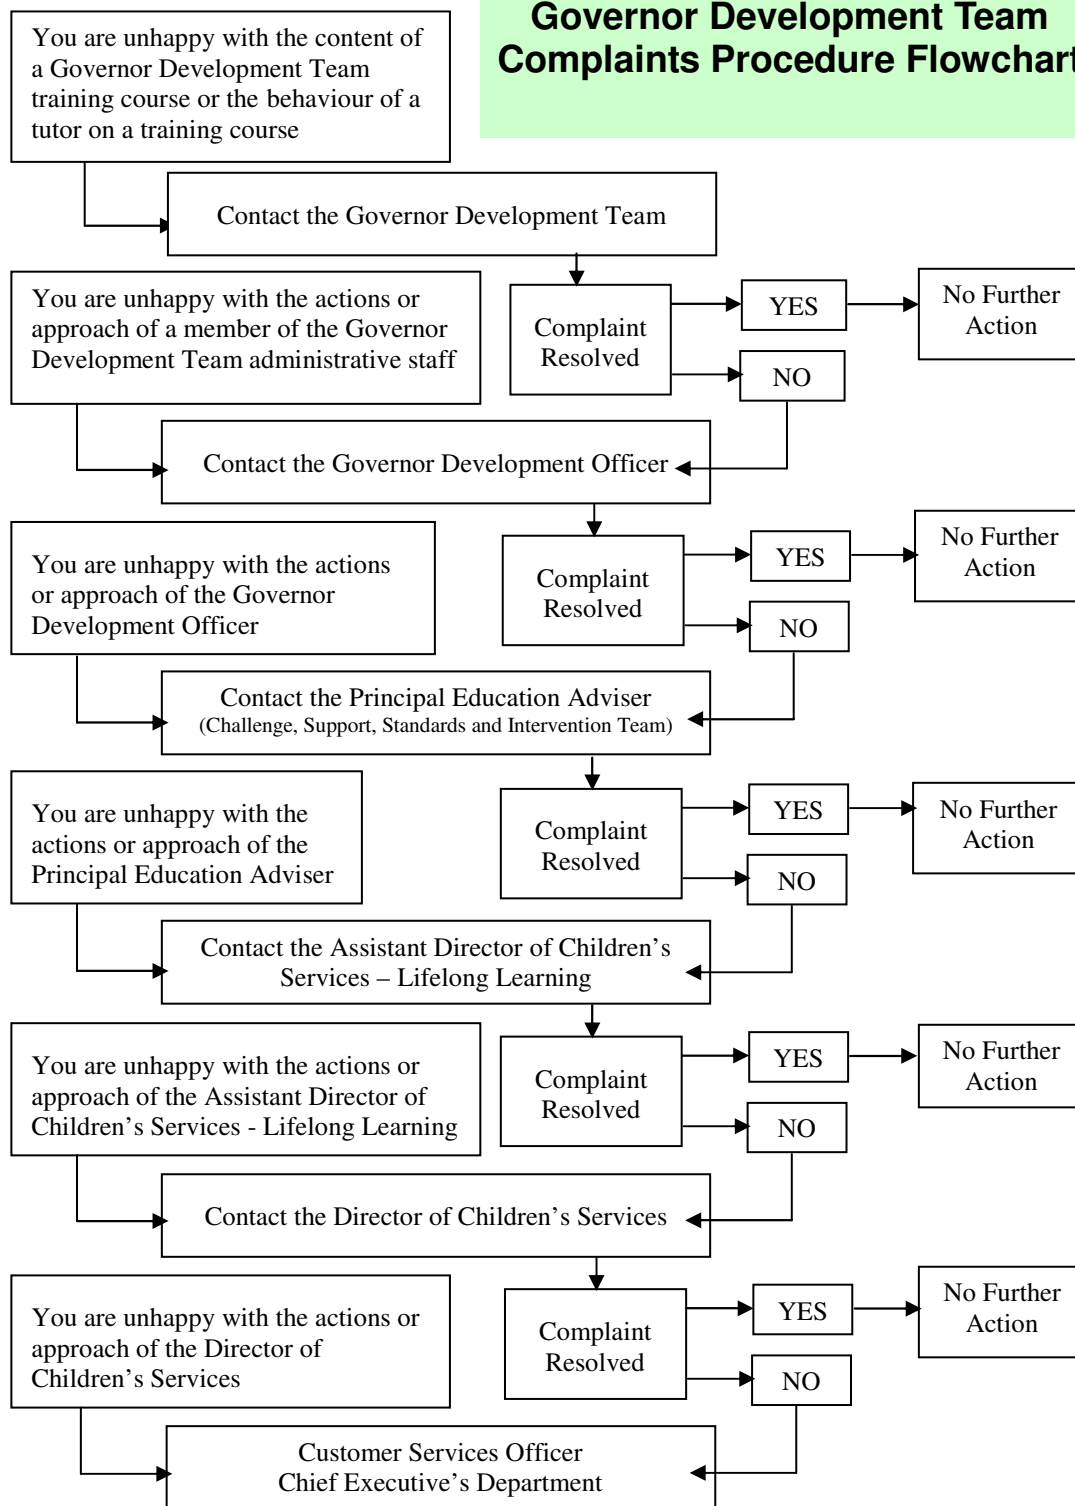 Governor Development Team
Complaints Procedure Flowchart
You are unhappy with the content of
a Governor Development Team
training course or the behaviour of a
tutor on a training course
Contact the Governor Development Team
Complaint
Resolved
YES
No Further
Action
NO
You are unhappy with the actions or
approach of a member of the Governor
Development Team administrative staff
Contact the Governor Development Officer
Complaint
Resolved
YES
No Further
Action
NO
You are unhappy with the actions
or approach of the Governor
Development Officer
Contact the Principal Education Adviser
(Challenge, Support, Standards and Intervention Team)
Complaint
Resolved
YES
No Further
Action
NO
You are unhappy with the
actions or approach of the
Principal Education Adviser
Contact the Assistant Director of Children’s
Services – Lifelong Learning
Complaint
Resolved
YES
No Further
Action
NO
You are unhappy with the actions or
approach of the Assistant Director of
Children’s Services - Lifelong Learning
Contact the Director of Children’s Services
Complaint
Resolved
YES
No Further
Action
NO
You are unhappy with the actions or
approach of the Director of
Children’s Services
Customer Services Officer
Chief Executive’s Department